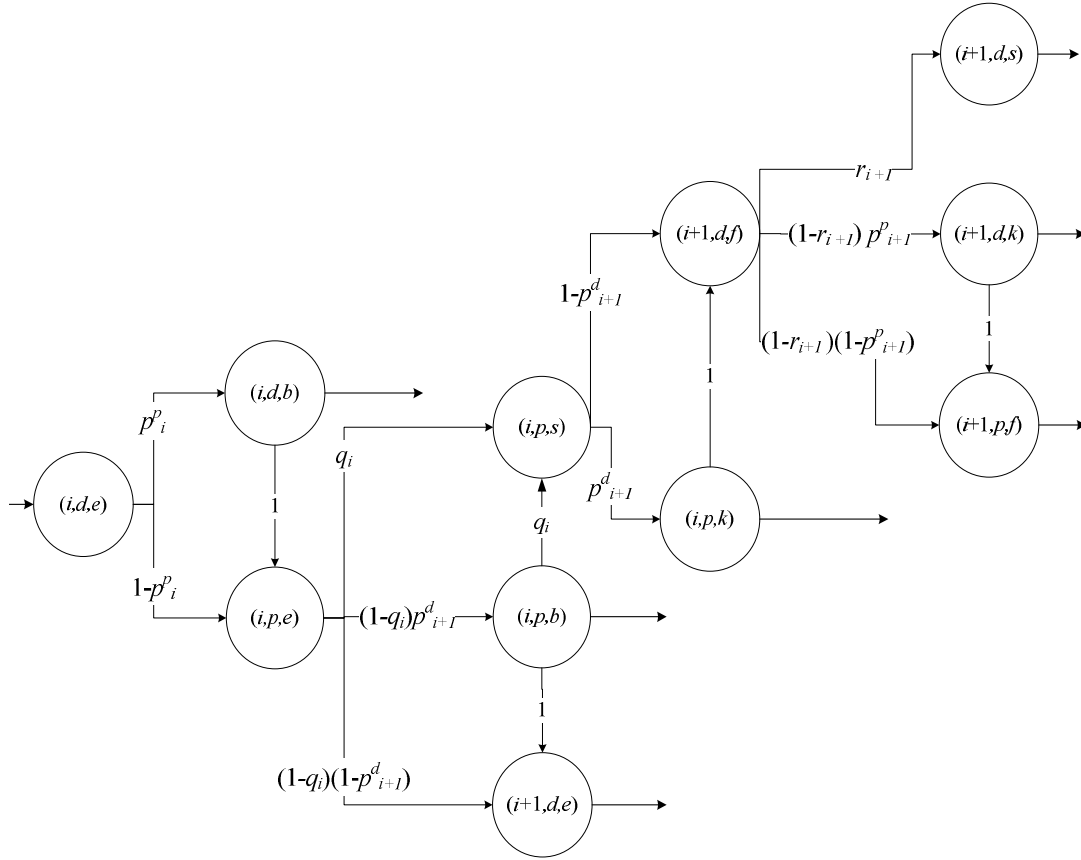 (i+1,d,s)
r_{i+1}
(i+1,d,f)
(1-r_{i+1}) p^p_{i+1}
(i+1,d,k)
1-p^d_{i+1}
1
(1-r_{i+1})(1-p^p_{i+1})
1
(i,d,b)
p^p_i
q_i
(i,p,s)
(i+1,p,f)
p^d_{i+1}
(i,d,e)
1
q_i
(i,p,k)
1-p^p_i
(i,p,e)
(1-q_i)p^d_{i+1}
(i,p,b)
1
(1-q_i)(1-p^d_{i+1})
(i+1,d,e)